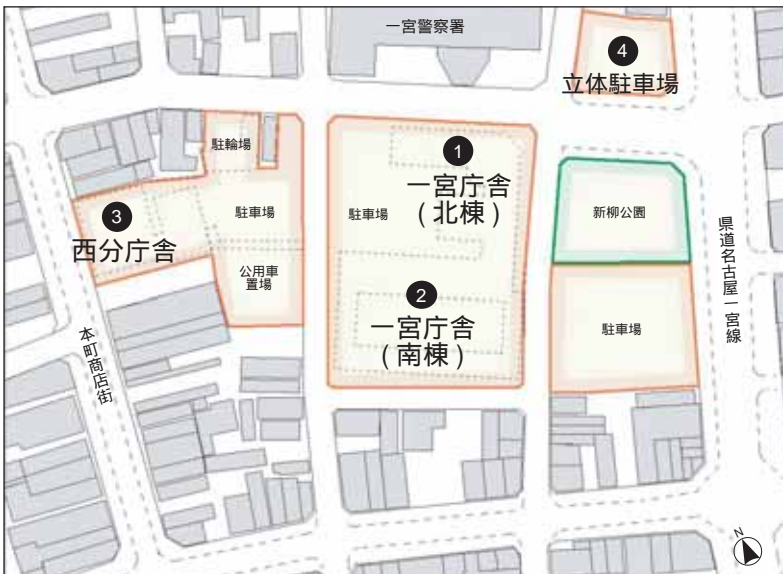 一宮警察署
4
立体駐車場
駐輪場
1
一宮庁舎
(北棟)
3
西分庁舎
駐車場
駐車場
新柳公園
公用車
置場
2
一宮庁舎
(南棟)
駐車場
県道名古屋一宮線
本町商店街
N